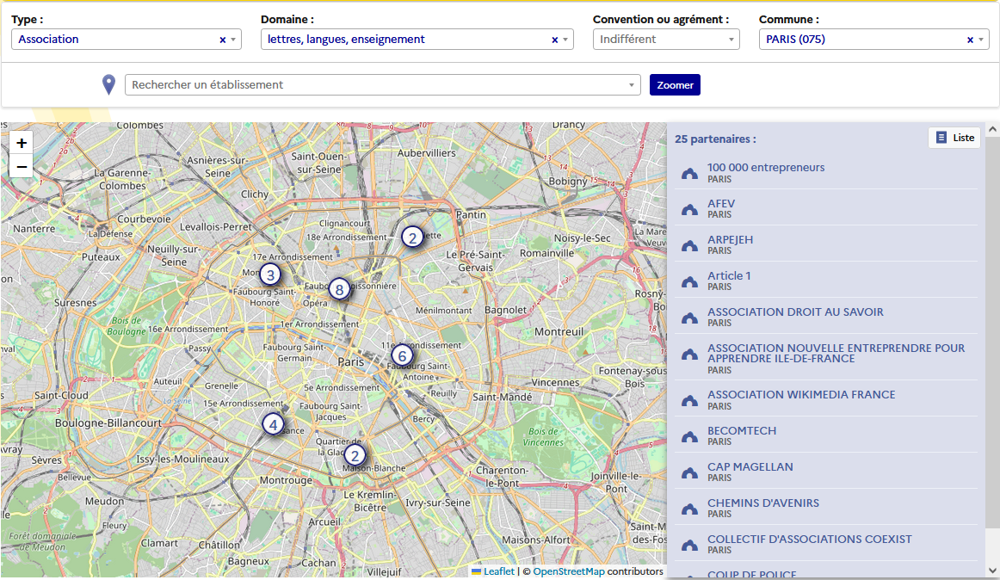 Type :
Domaine :
Convention ou agrément :
Commune :
Association × 
lettres, langues, enseignement ×
Indifférent
PARIS (075) ×
Rechercher un établissement
Zoomer
+
−
Colombes
Drancy
Asnières-sur-
Seine
Saint-Ouen-
sur-Seine
Aubervilliers
La Garenne-
Colombes
Bobigny
Clichy
Courbevoie
Levallois-Perret
Clignancourt
18e Arrondissement
Pantin
Nanterre
La Défense
2
Noisy-le-Sec
Puteaux
Neuilly-sur-
Seine
17e Arrondissement
Le Pré-Saint-
Gervais
Romainville
3
8
Faubourg Saint-
Honoré
Opéra
Suresnes
Ménilmontant
Bagnolet
Bois de
Boulogne
16e Arrondissement
1er Arrondissement
Montreuil
Passy
Faubourg Saint-
Germain
Paris
6
Faubourg Saint-
Antoine
Fontenay-sous-
Bois
Auteuil
Grenelle
5e Arrondissement
Reuilly
Vincennes
Saint-Cloud
La Seine
15e Arrondissement
Faubourg Saint-
Jacques
Saint-Mandé
Boulogne-Billancourt
4
Bercy
Bois de
Vincennes
Sèvres
Issy-les-Moulineaux
Quartier de
la Glac
2
Maison-Blanche
Bellevue
Montrouge
Charenton-
le-Pont
Joinville-le-
Pont
Meudon
Le Kremlin-
Bicêtre
Ivry-sur-Seine
Fleury
Arcueil
Forêt domaniale
de Meudon
Clamart
Châtillon
Maisons-Alfort
Bagneux
Cachan
Villejuif
Leaflet | © OpenStreetMap contributors
25 partenaires :
Liste
100 000 entrepreneurs
PARIS
AFEV
PARIS
ARPEJEH
PARIS
Article 1
PARIS
ASSOCIATION DROIT AU SAVOIR
PARIS
ASSOCIATION NOUVELLE ENTREPRENDRE POUR
APPRENDRE ILE-DE-FRANCE
PARIS
ASSOCIATION WIKIMEDIA FRANCE
PARIS
BECOMTECH
PARIS
CAP MAGELLAN
PARIS
CHEMINS D'AVENIRS
PARIS
COLLECTIF D'ASSOCIATIONS COEXIST
PARIS
COUP DE POUCE